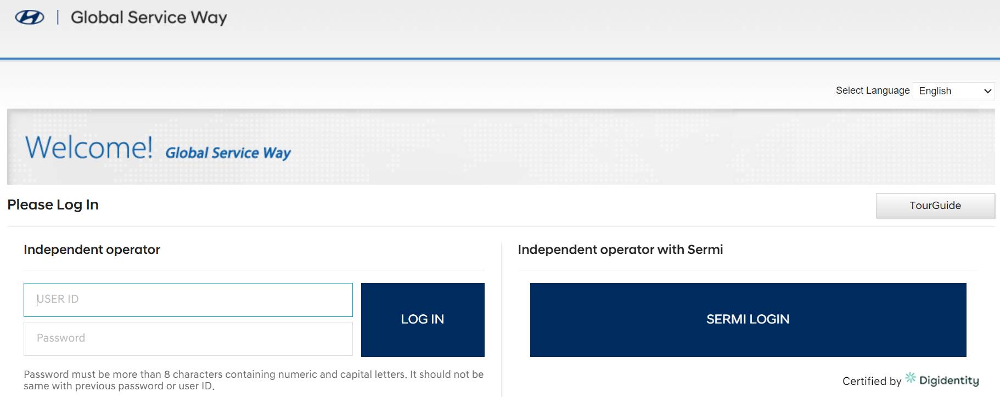 Global Service Way
Select Language English
Welcome! Global Service Way
Please Log In
TourGuide
Independent operator
Independent operator with Sermi
USER ID
Password
LOG IN
SERMI LOGIN
Password must be more than 8 characters containing numeric and capital letters. It should not be
same with previous password or user ID.
Certified by Digidentity